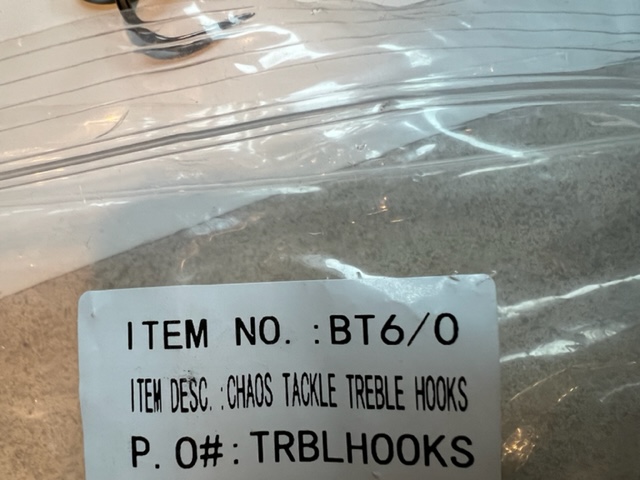 ITEM NO. :BT6/0
ITEM DESC. :CHAOS TACKLE TREBLE HOOKS
P.O#: TRBLHOOKS